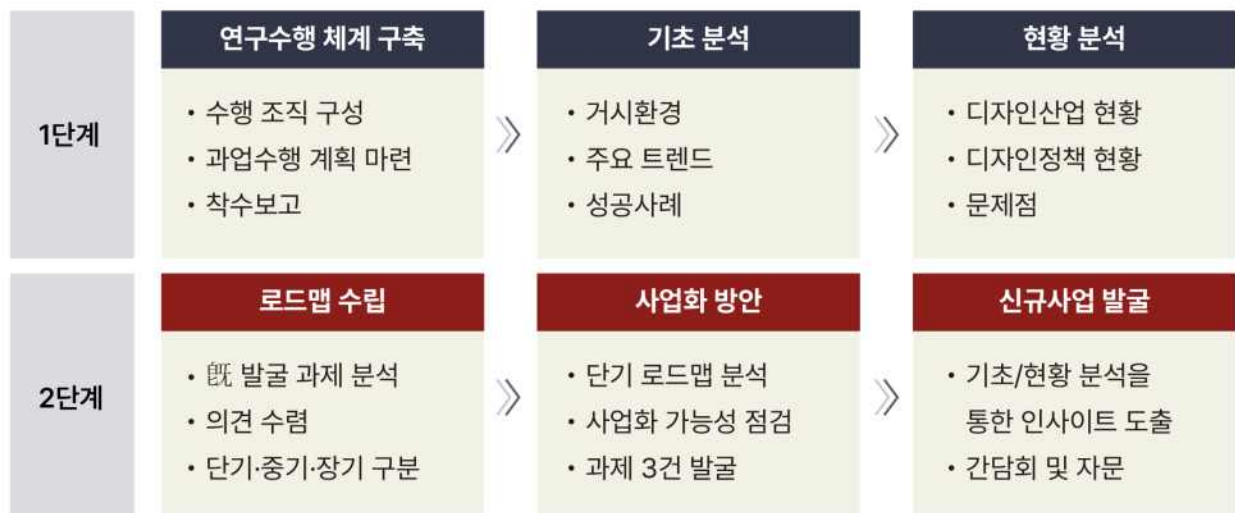 1단계
연구수행 체계 구축
• 수행 조직 구성
• 과업수행 계획 마련
• 착수보고
기초 분석
• 거시환경
• 주요 트렌드
• 성공사례
현황 분석
• 디자인산업 현황
• 디자인정책 현황
• 문제점
2단계
로드맵 수립
• 旣 발굴 과제 분석
• 의견 수렴
• 단기·중기·장기 구분
사업화 방안
• 단기 로드맵 분석
• 사업화 가능성 점검
• 과제 3건 발굴
신규사업 발굴
• 기초/현황 분석을
통한 인사이트 도출
• 간담회 및 자문